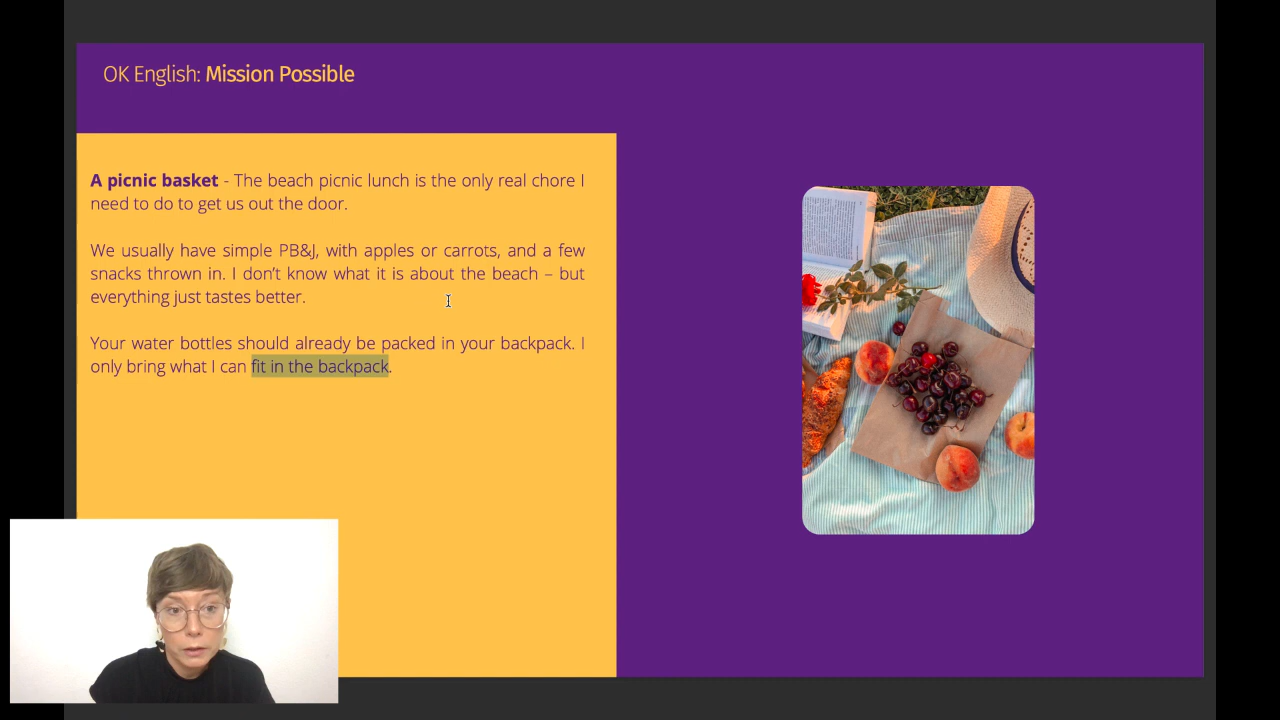 OK English: Mission Possible
A picnic basket - The beach picnic lunch is the only real chore I
need to do to get us out the door.
We usually have simple PB&J, with apples or carrots, and a few
snacks thrown in. I don’t know what it is about the beach – but
everything just tastes better.
Your water bottles should already be packed in your backpack. I
only bring what I can fit in the backpack.